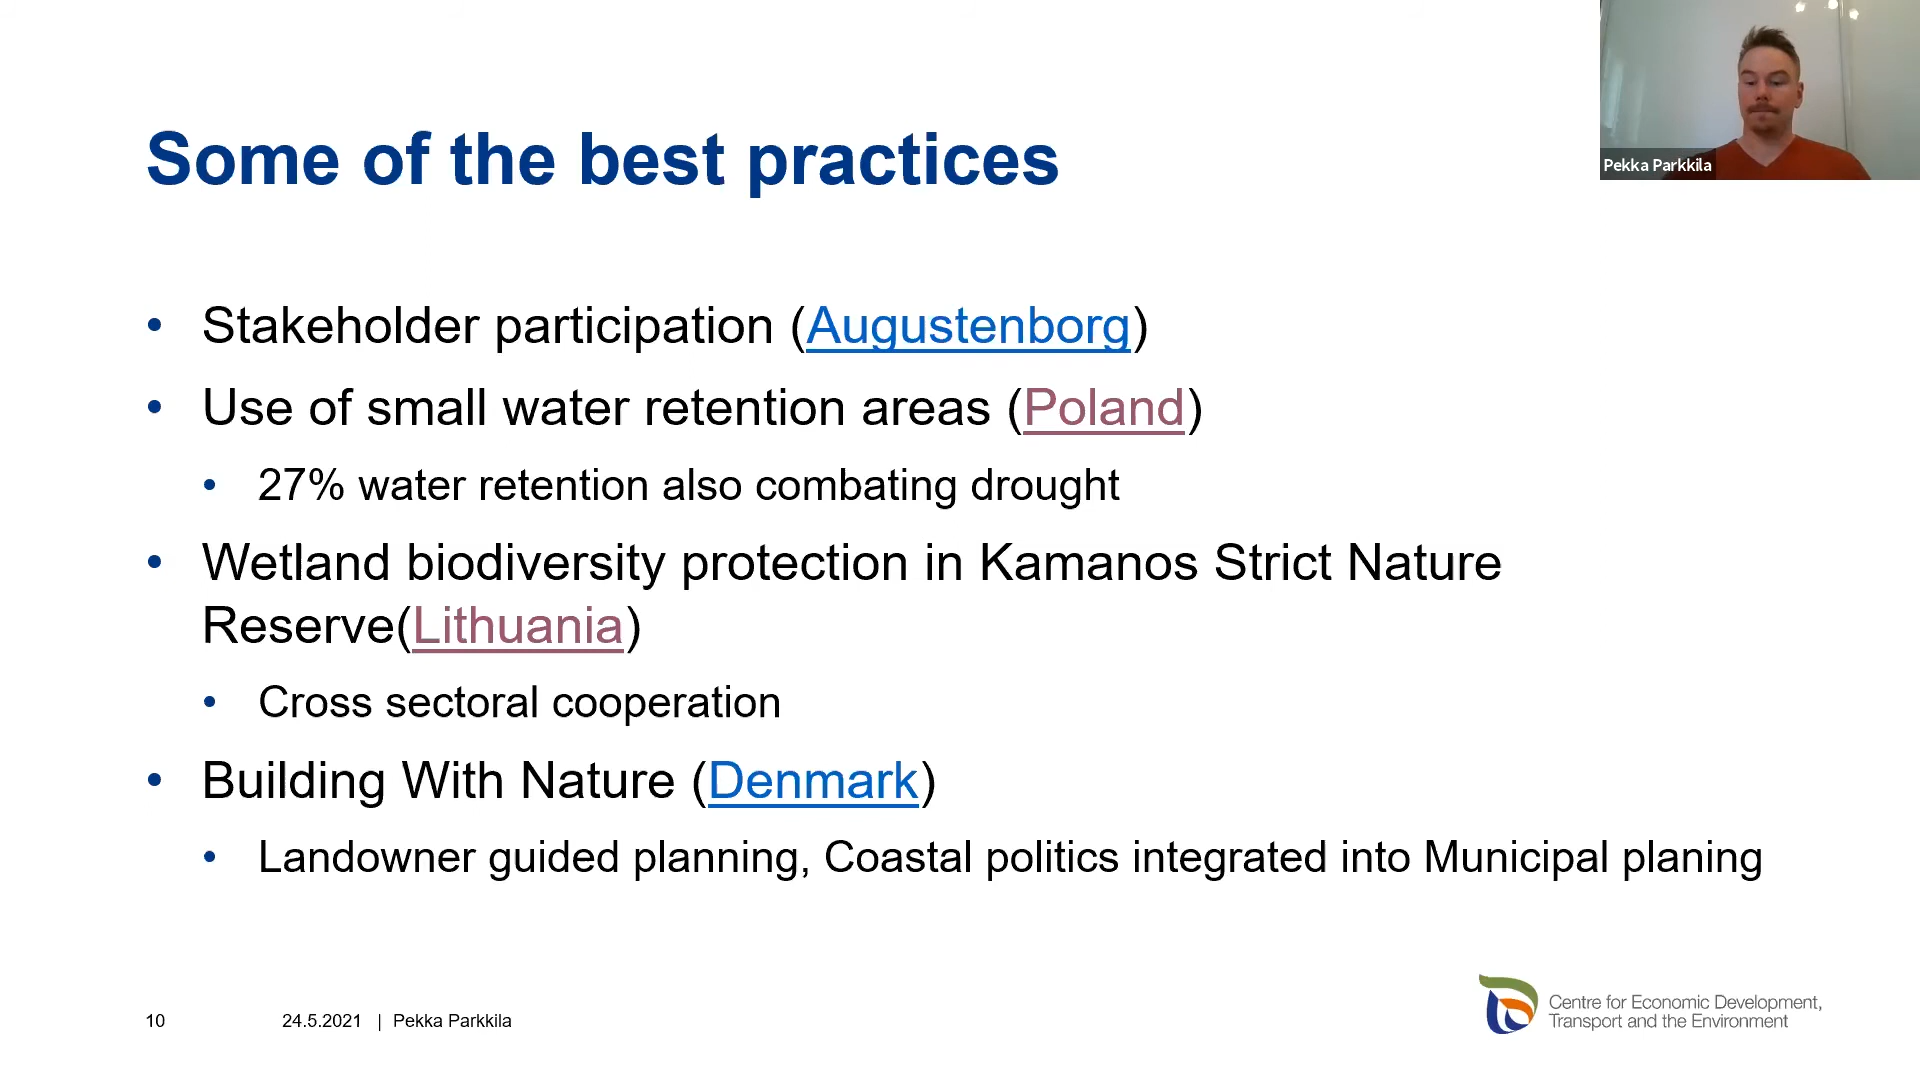 Some of the best practices
Pekka Parkkila
• Stakeholder participation (Augustenborg)
• Use of small water retention areas (Poland)
• 27% water retention also combating drought
• Wetland biodiversity protection in Kamanos Strict Nature
Reserve(Lithuania)
• Cross sectoral cooperation
• Building With Nature (Denmark)
• Landowner guided planning, Coastal politics integrated into Municipal planing
10 24.5.2021 | Pekka Parkkila
Centre for Economic Development,
Transport and the Environment